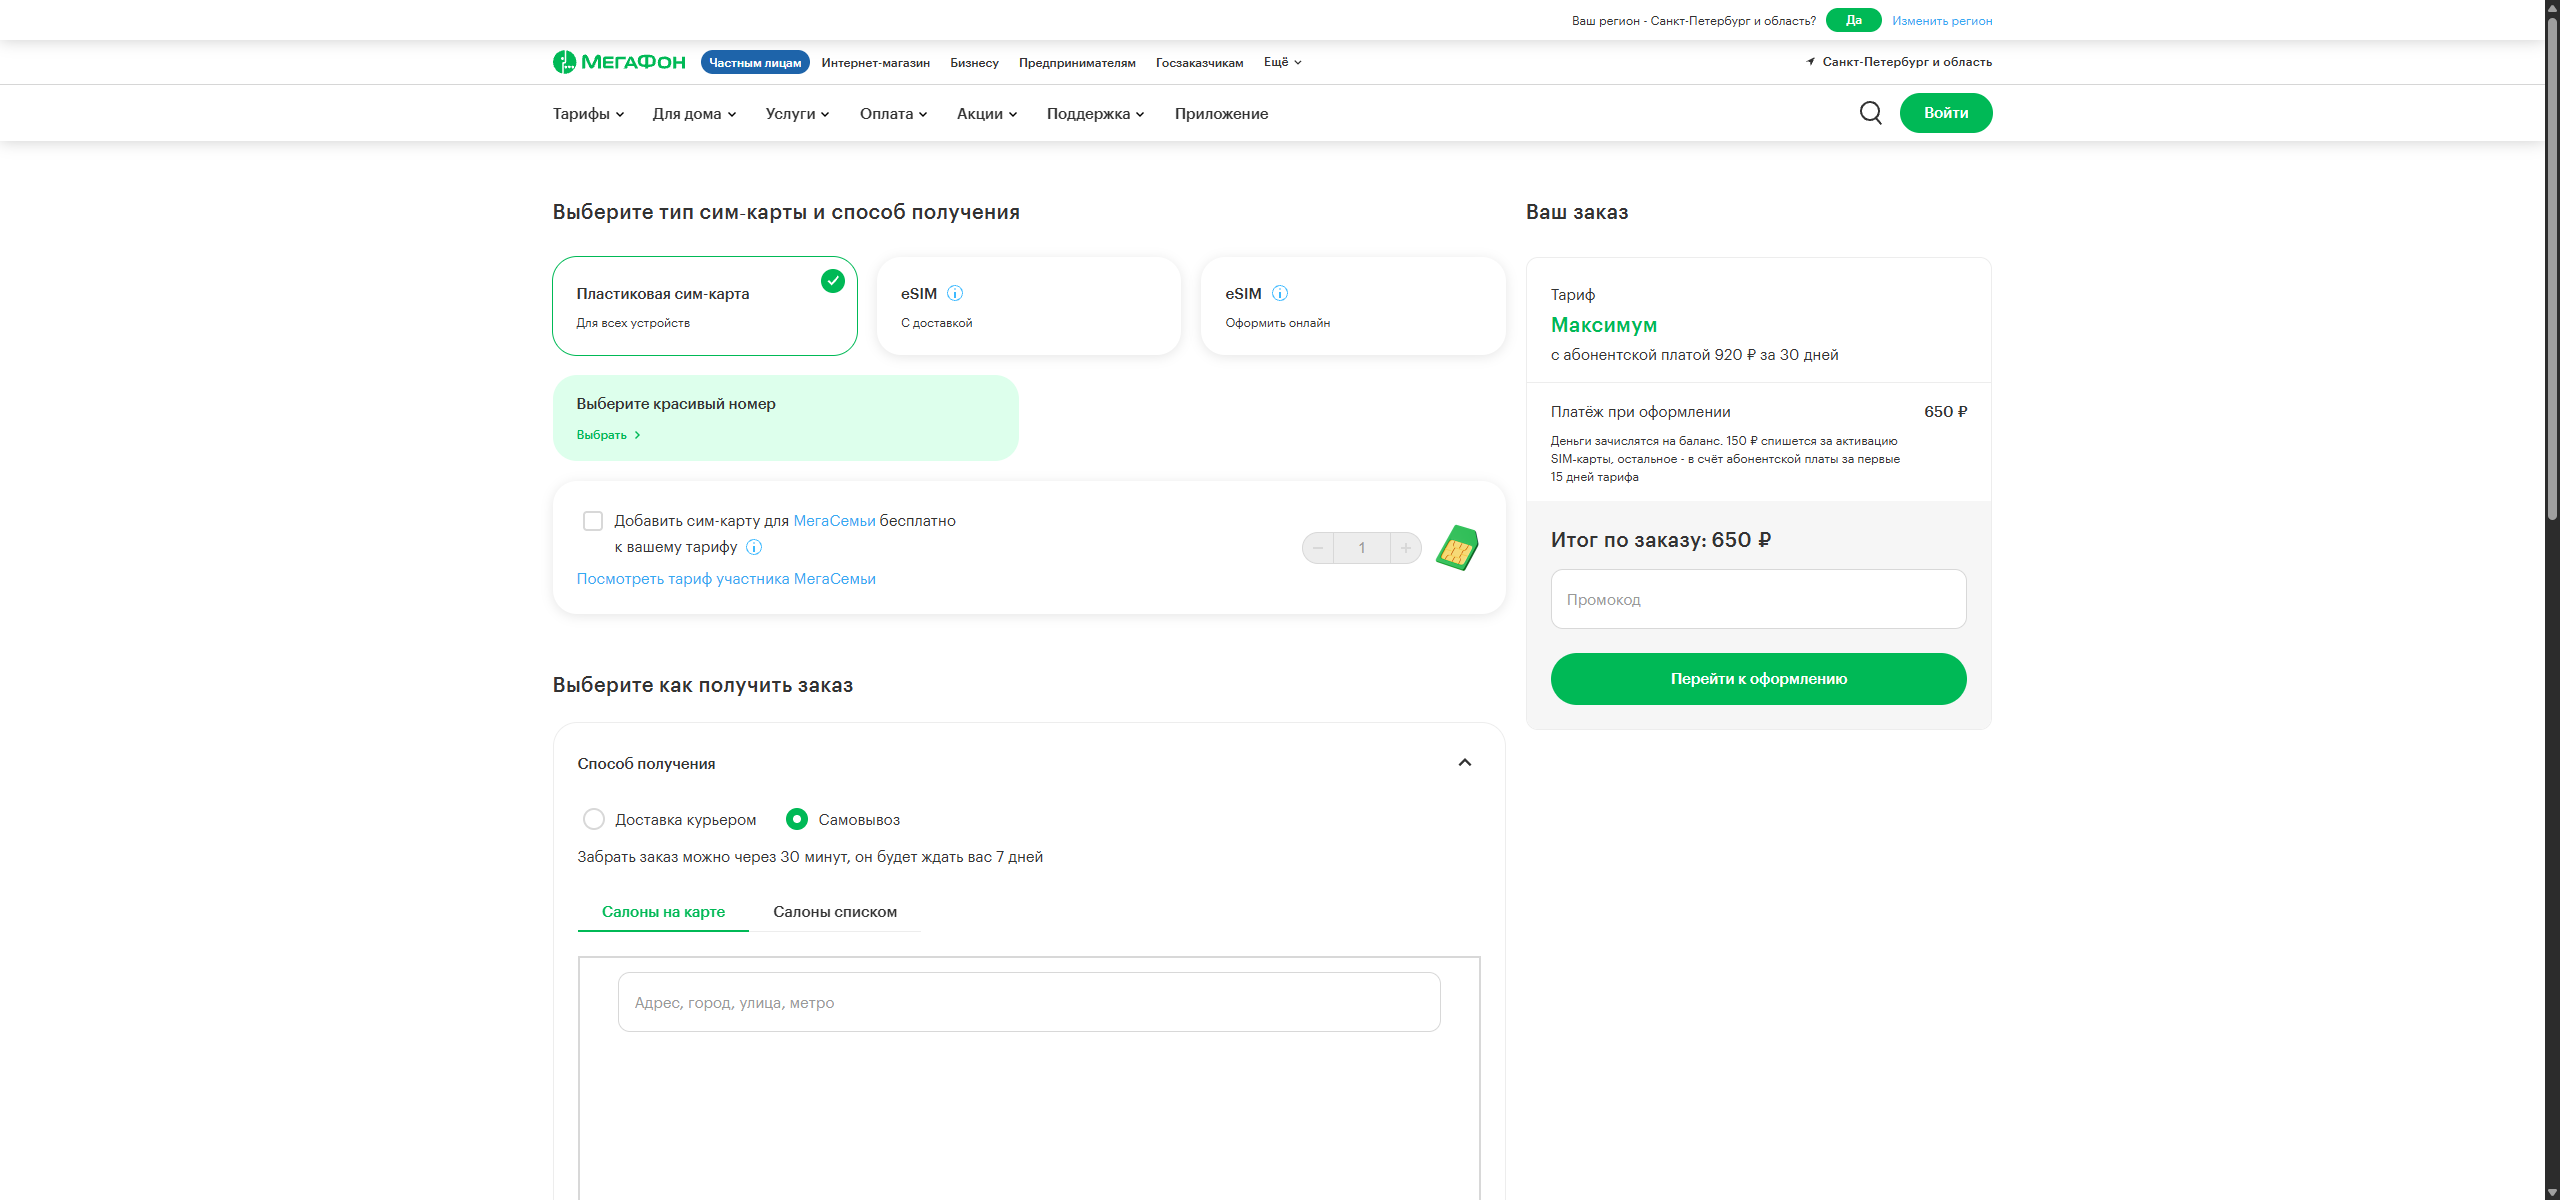 Ваш регион - Санкт-Петербург и область? Да Изменить регион
МЕГАФОН Частным лицам Интернет-магазин Бизнесу Предпринимателям Госзаказчикам Ещё Санкт-Петербург и область
Тарифы Для дома Услуги Оплата Акции Поддержка Приложение Войти
Выберите тип сим-карты и способ получения
Пластиковая сим-карта
Для всех устройств
eSIM
С доставкой
eSIM
Оформить онлайн
Выберите красивый номер
Выбрать
Добавить сим-карту для МегаСемьи бесплатно
к вашему тарифу
Посмотреть тариф участника МегаСемьи
1
Выберите как получить заказ
Способ получения
Доставка курьером Самовывоз
Забрать заказ можно через 30 минут, он будет ждать вас 7 дней
Салоны на карте Салоны списком
Адрес, город, улица, метро
Ваш заказ
Тариф
Максимум
с абонентской платой 920 ₽ за 30 дней
Платёж при оформлении 650 ₽
Деньги зачислятся на баланс. 150 ₽ спишется за активацию
SIM-карты, остальное - в счёт абонентской платы за первые
15 дней тарифа
Итог по заказу: 650 ₽
Промокод
Перейти к оформлению